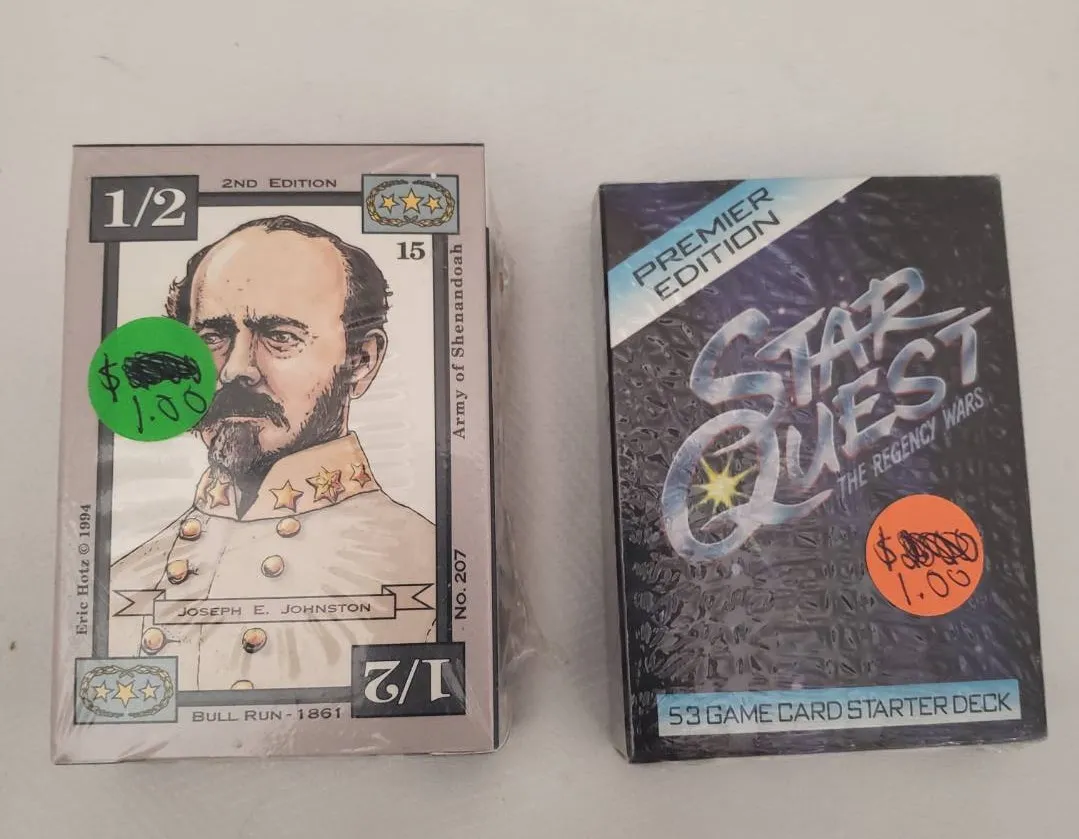 1/2
2ND EDITION
15
Army of Shenandoah
$
1.00
Eric Hotz © 1994
NO. 207
JOSEPH E. JOHNSTON
1/2
BULL RUN - 1861
PREMIER
EDITION
STAR
QUEST
THE REGENCY WARS
$
1.00
53 GAME CARD STARTER DECK